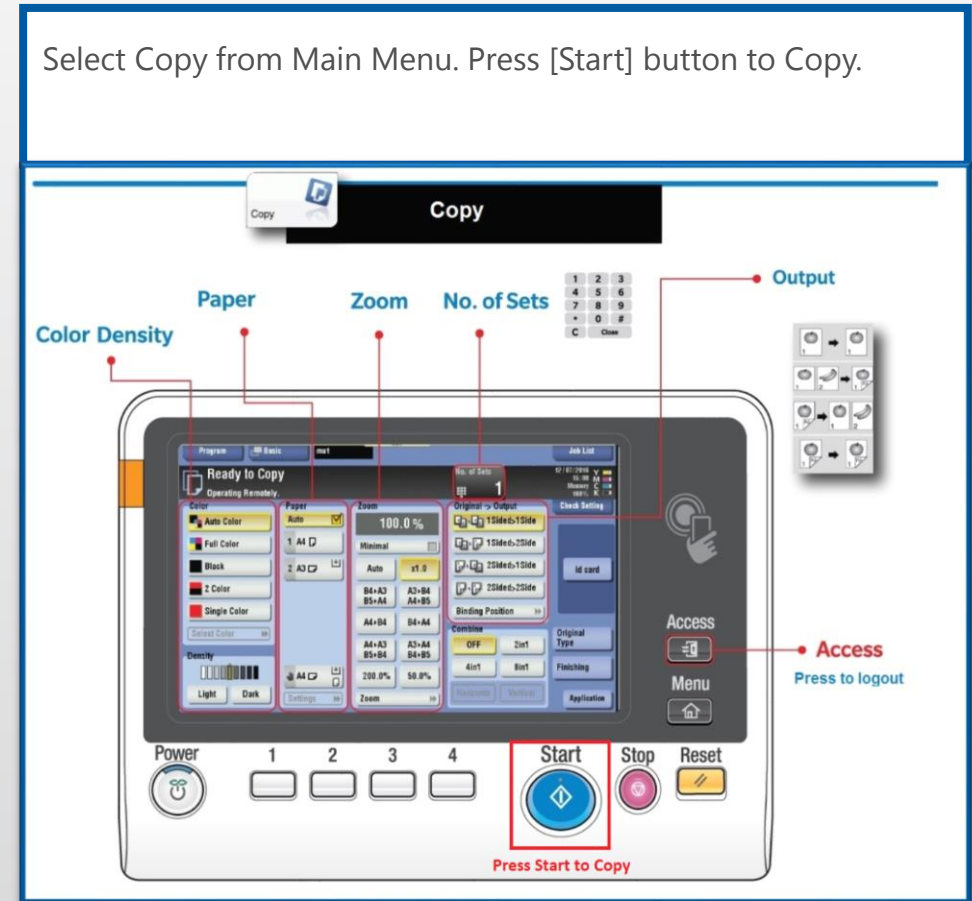 Select Copy from Main Menu. Press [Start] button to Copy.
Copy
Copy
Paper
Zoom
No. of Sets
1 2 3
4 5 6
7 8 9
* 0 #
C Close
Output
Color Density
Program
Basic
Job List
Ready to Copy
Operating Remotely.
No. of Sets
1
12/07/2016
Memory
100%
Y
M
C
K
Color
Auto Color
Full Color
Black
2 Color
Single Color
Select Color
Density
Light Dark
Paper
Auto
1 A4
2 A3
A4
Settings
Zoom
100.0 %
Minimal
Auto x1.0
B4▸A3 A3▸B4
B5▸A4 A4▸B5
A4▸B4 B4▸A4
A4▸A3 A3▸A4
B5▸B4 B4▸B5
200.0% 50.0%
Zoom
Original -> Output
1Sided>1Side
1Sided>2Side
2Sided>1Side
2Sided>2Side
Binding Position
Combine
OFF 2in1
4in1 8in1
Horizontal Vertical
Check Setting
id card
Original
Type
Finishing
Application
Access
Menu
Access
Press to logout
Power
1 2 3 4
Start
Stop
Reset
Press Start to Copy